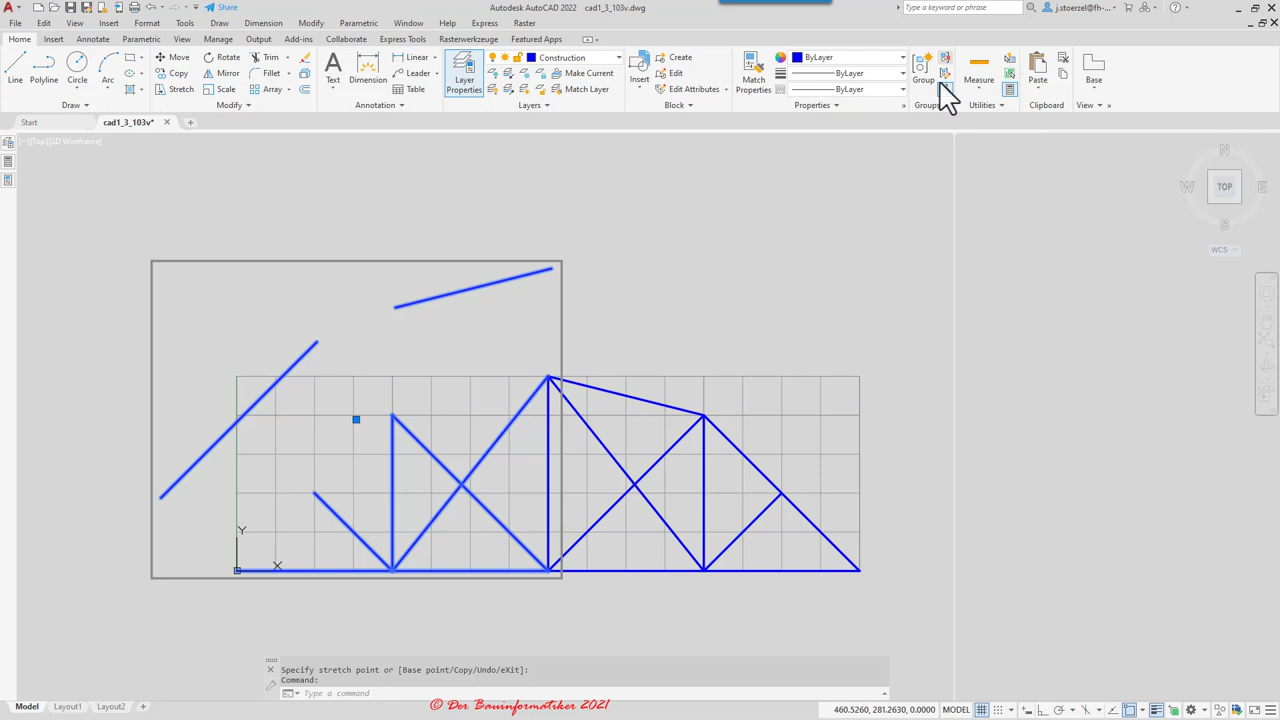 Share
Autodesk AutoCAD 2022 cad1_3_103v.dwg
Type a keyword or phrase
j.stoerzel@fh-...
File Edit View Insert Format Tools Draw Dimension Modify Parametric Window Help Express Raster
Home Insert Annotate Parametric View Manage Output Add-ins Collaborate Express Tools Rasterwerkzeuge Featured Apps
Line
Polyline
Circle
Arc
Draw
Move
Copy
Stretch
Rotate
Mirror
Scale
Trim
Fillet
Array
Modify
Text
Dimension
Linear
Leader
Table
Annotation
Layer
Properties
Construction
Make Current
Match Layer
Layers
Insert
Create
Edit
Edit Attributes
Block
Match
Properties
ByLayer
ByLayer
ByLayer
Properties
Group
Groups
Measure
Utilities
Paste
Clipboard
Base
View
Start cad1_3_103v*
[−][Top][2D Wireframe]
N
W
TOP
E
S
WCS
Y
X
Specify stretch point or [Base point/Copy/Undo/eXit]:
Command:
Type a command
© Der Bauinformatiker 2021
Model Layout1 Layout2
460.5260, 281.2630, 0.0000 MODEL